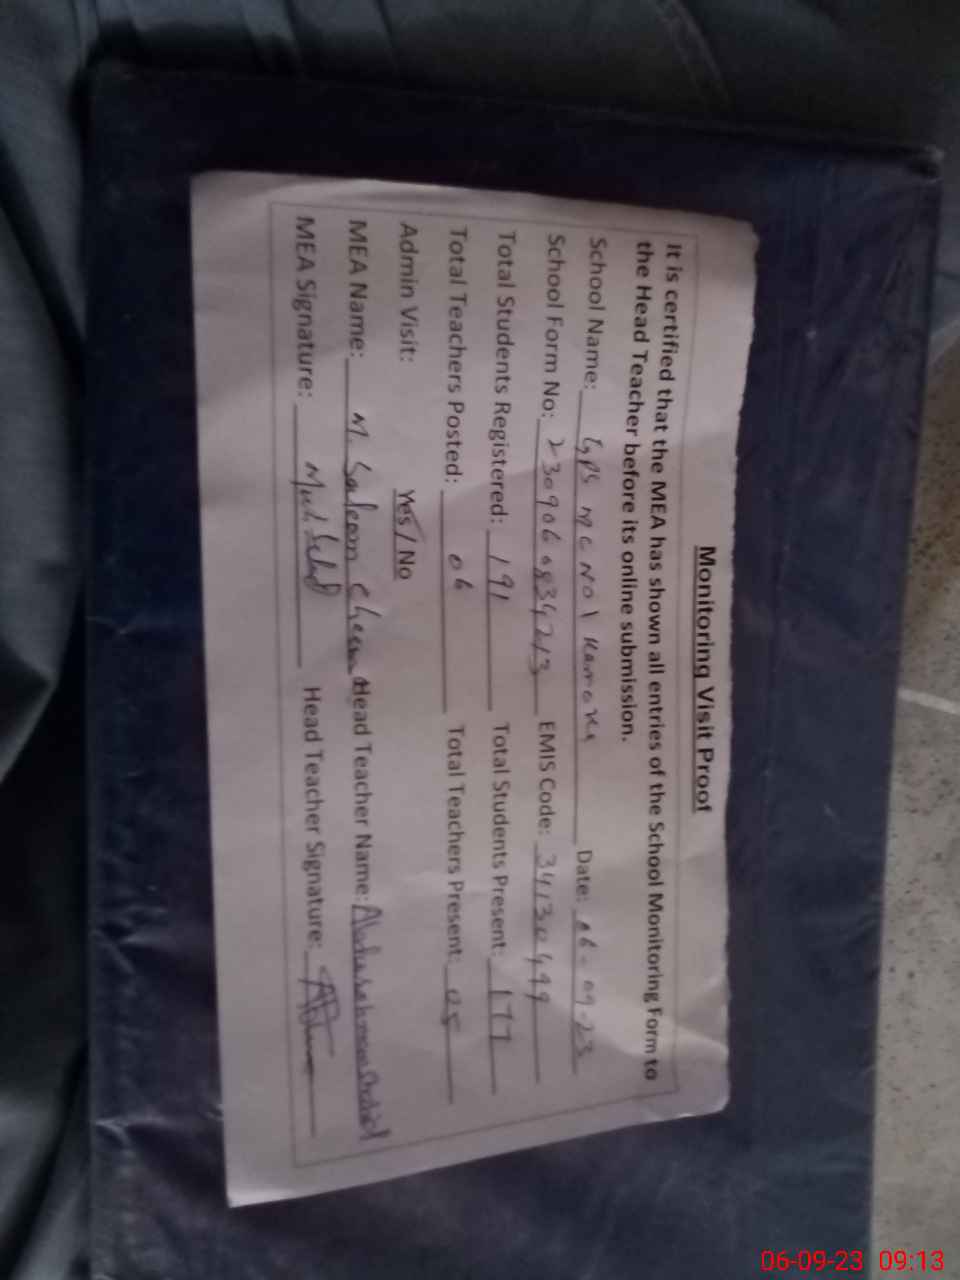 Monitoring Visit Proof
It is certified that the MEA has shown all entries of the School Monitoring Form to
the Head Teacher before its online submission.
School Name: GPS MC No 1 Kamoki Date: 06-09-23
School Form No: EMIS Code: 34130499
Total Students Registered: 191 Total Students Present: 177
Total Teachers Posted: 06 Total Teachers Present: 05
Admin Visit: Yes / No
MEA Name: M. Saleem Head Teacher Name:
MEA Signature: Head Teacher Signature:
06-09-23 09:13